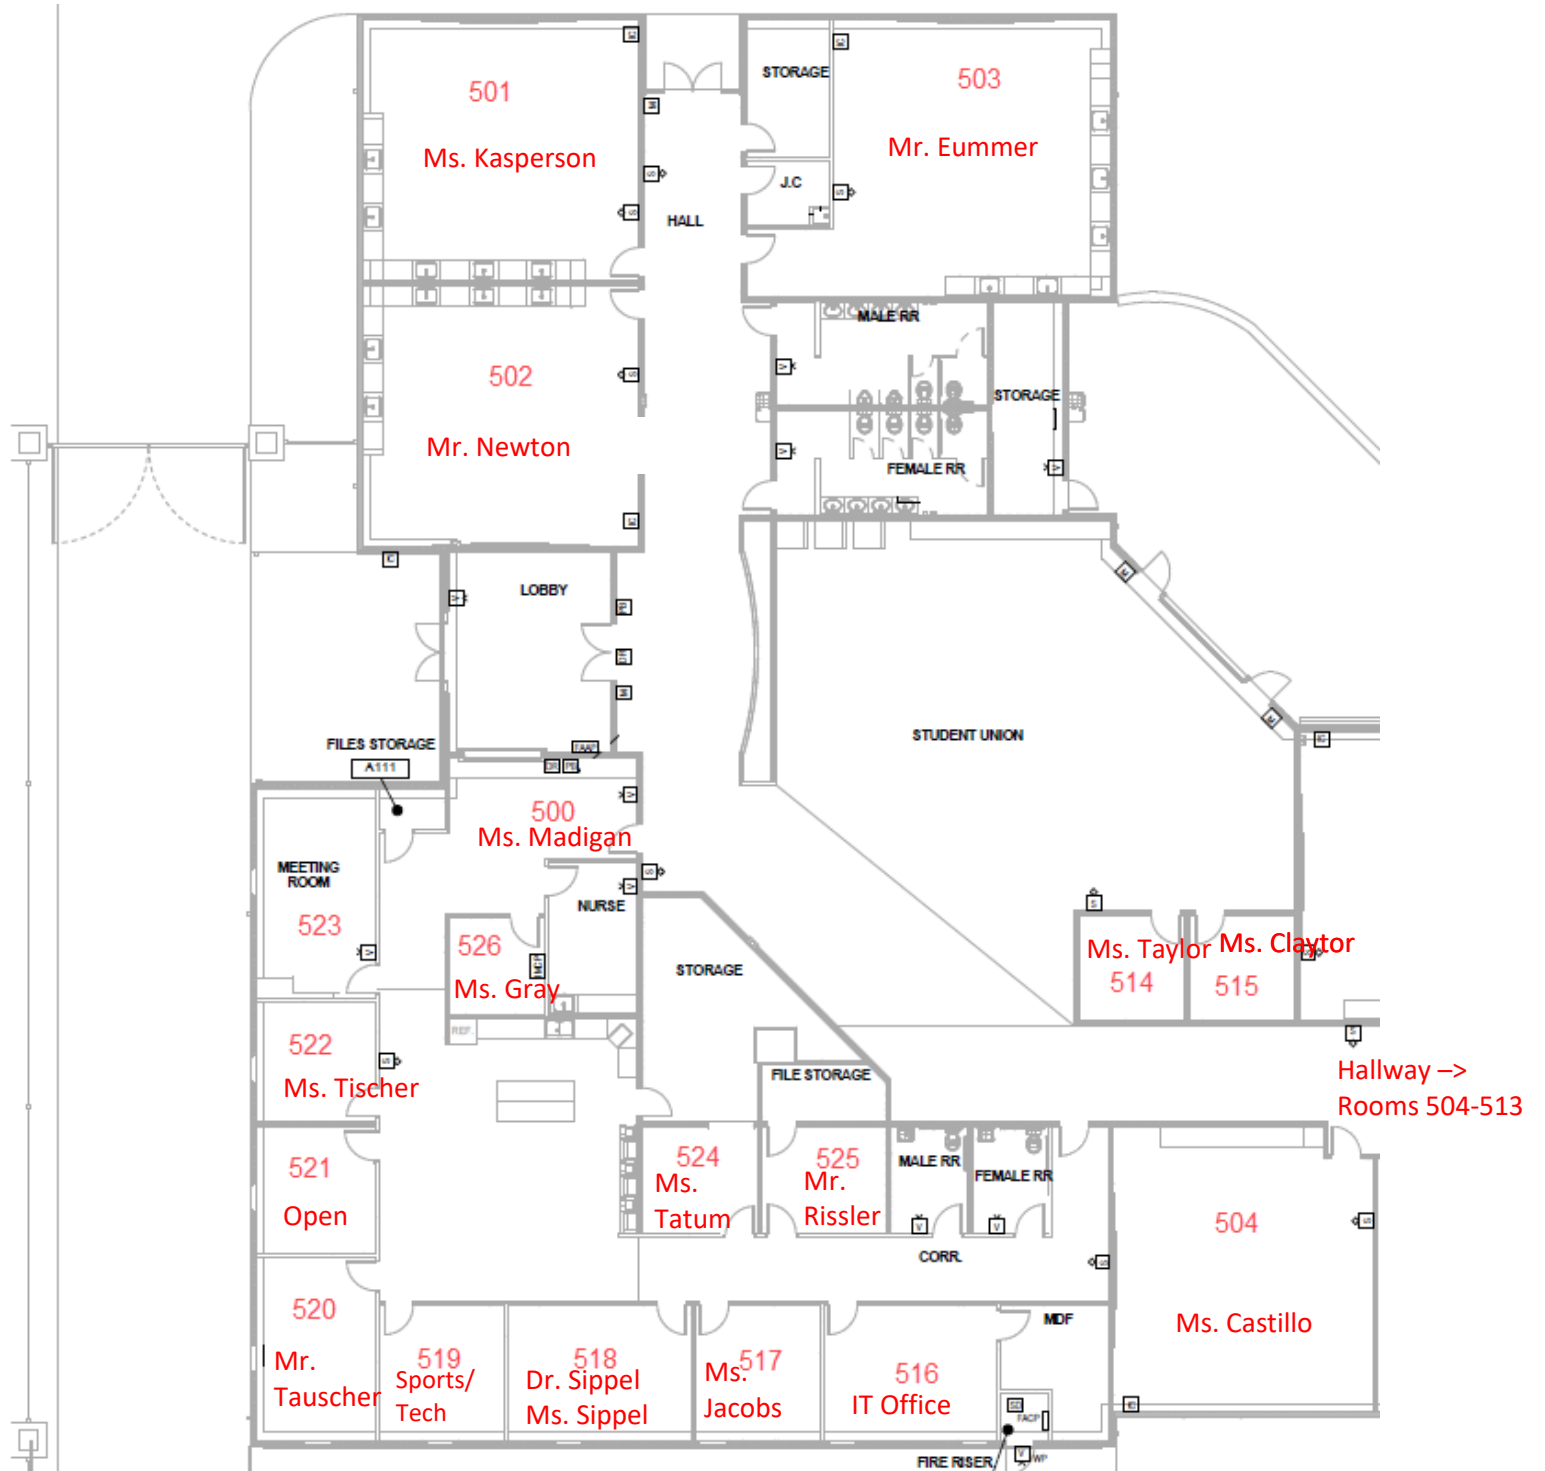 501
Ms. Kasperson
STORAGE
503
Mr. Eummer
J.C
HALL
502
Mr. Newton
MALE RR
STORAGE
FEMALE RR
LOBBY
FILES STORAGE
A111
STUDENT UNION
500
Ms. Madigan
MEETING
ROOM
523
NURSE
526
Ms. Gray
STORAGE
Ms. Taylor
514
Ms. Claytor
515
REF.
522
Ms. Tischer
FILE STORAGE
Hallway –>
Rooms 504-513
521
Open
524
Ms.
Tatum
525
Mr.
Rissler
MALE RR
FEMALE RR
504
Ms. Castillo
CORR.
520
Mr.
Tauscher
519
Sports/
Tech
518
Dr. Sippel
Ms. Sippel
517
Ms.
Jacobs
516
IT Office
MDF
FACP
FIRE RISER
WP